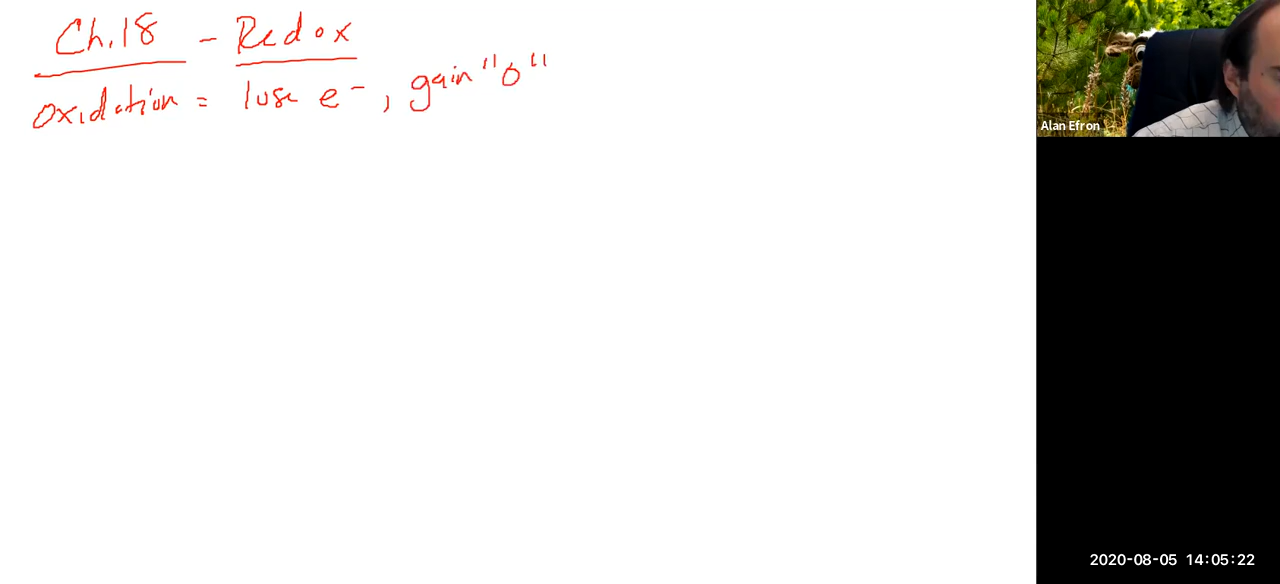 Ch.18 - Redox
oxidation = lose e-, gain "O"
Alan Efron
2020-08-05 14:05:22